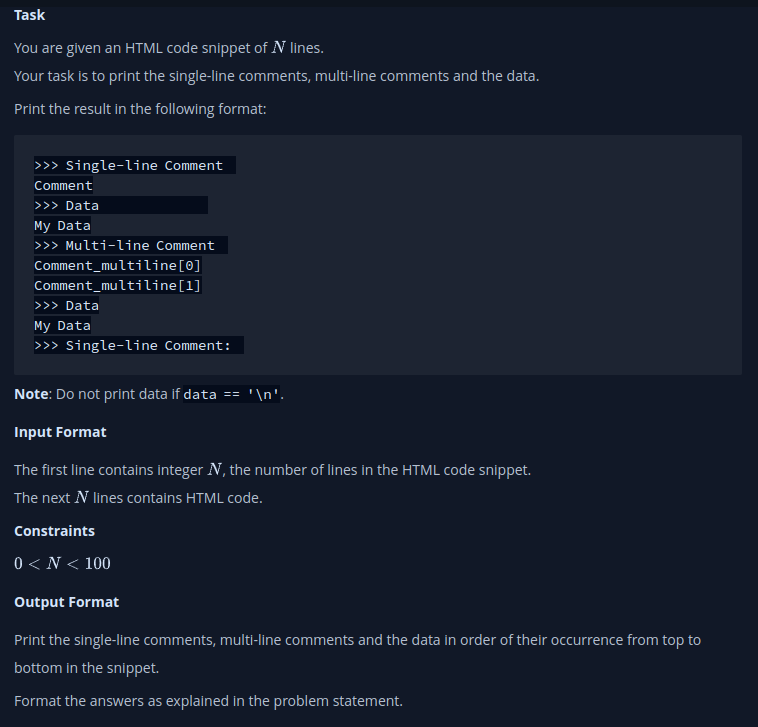 Task
You are given an HTML code snippet of N lines.
Your task is to print the single-line comments, multi-line comments and the data.
Print the result in the following format:
>>> Single-line Comment
Comment
>>> Data
My Data
>>> Multi-line Comment
Comment_multiline[0]
Comment_multiline[1]
>>> Data
My Data
>>> Single-line Comment:
Note: Do not print data if data == '\n'.
Input Format
The first line contains integer N, the number of lines in the HTML code snippet.
The next N lines contains HTML code.
Constraints
0 < N < 100
Output Format
Print the single-line comments, multi-line comments and the data in order of their occurrence from top to
bottom in the snippet.
Format the answers as explained in the problem statement.